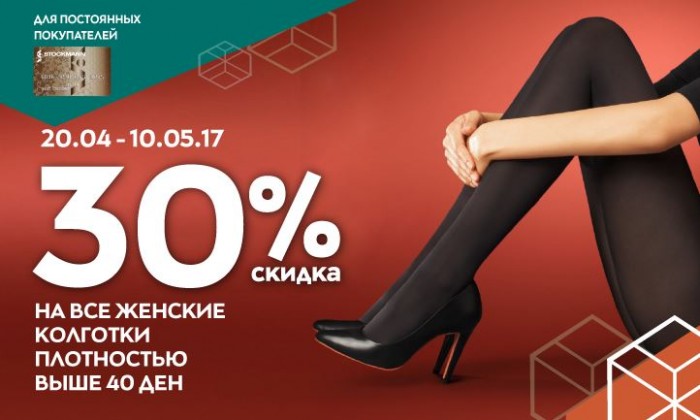 ДЛЯ ПОСТОЯННЫХ
ПОКУПАТЕЛЕЙ
STOCKMANN
20.04 - 10.05.17
30%
СКИДКА
НА ВСЕ ЖЕНСКИЕ
КОЛГОТКИ
ПЛОТНОСТЬЮ
ВЫШЕ 40 ДЕН